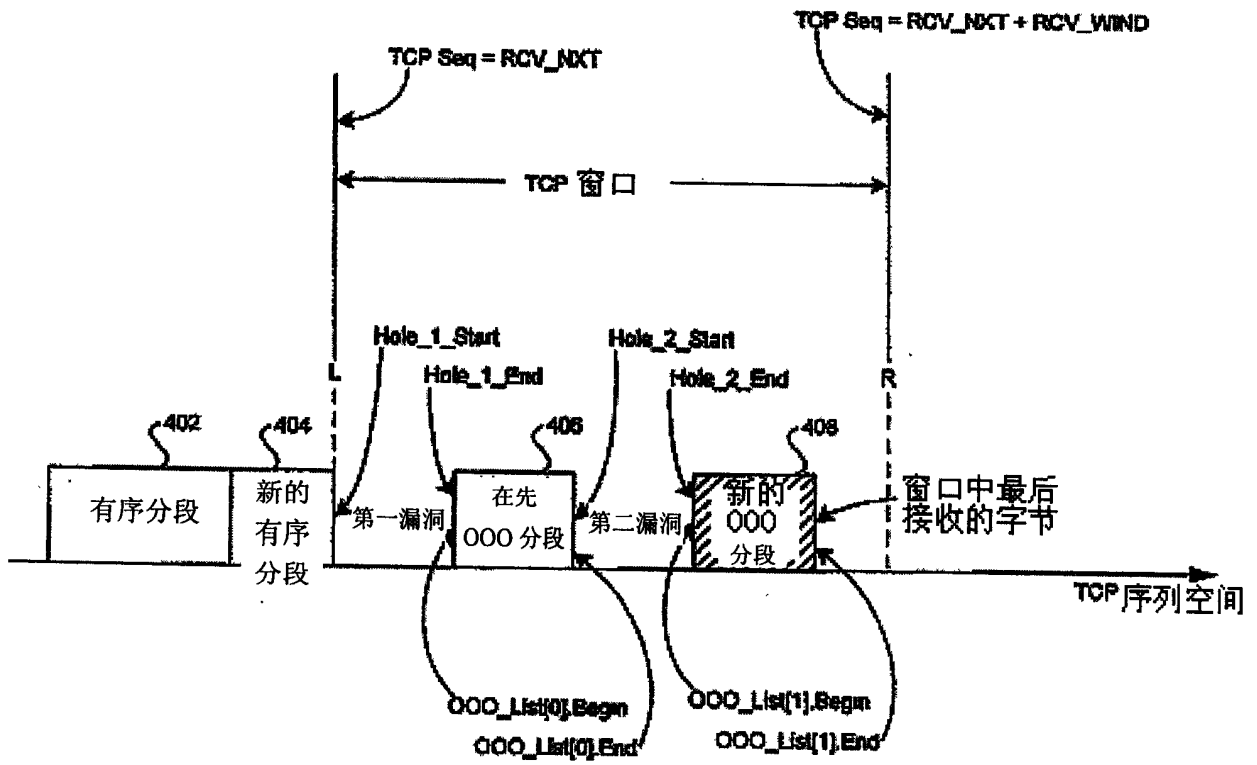 TCP Seq = RCV_NXT + RCV_WIND
TCP Seq = RCV_NXT
TCP 窗口
Hole_1_Start
Hole_2_Start
L
Hole_1_End
Hole_2_End
R
402
404
406
408
有序分段
新的
有序
分段
第一漏洞
在先
OOO 分段
第二漏洞
新的
OOO
分段
窗口中最后
接收的字节
TCP 序列空间
OOO_List[0].Begin
OOO_List[1].Begin
OOO_List[0].End
OOO_List[1].End